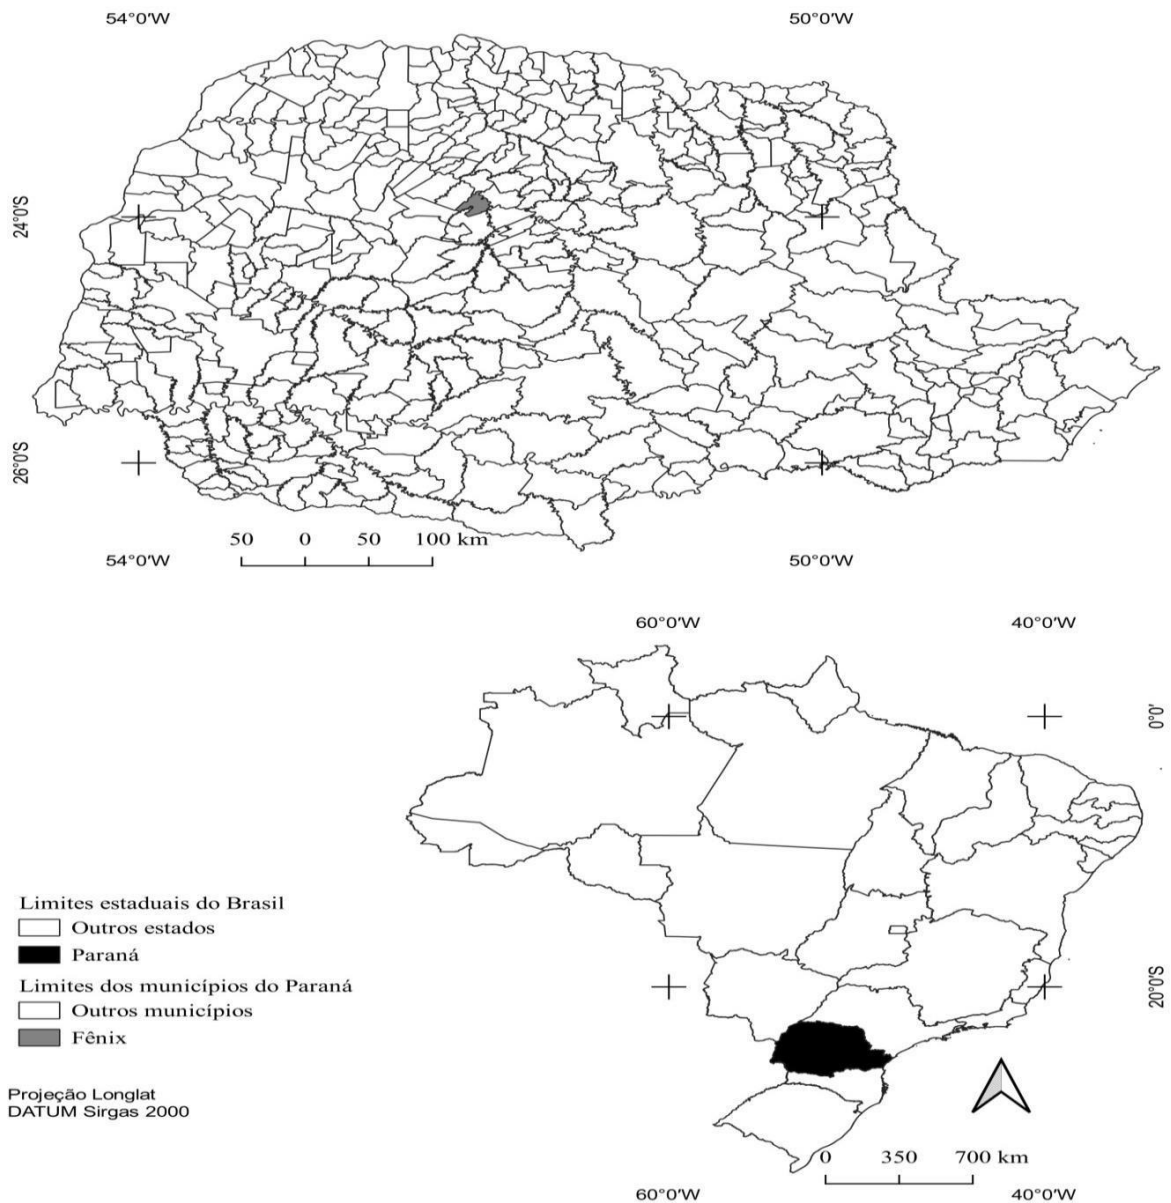 54°0'W 50°0'W
24°0'S
26°0'S
50 0 50 100 km
54°0'W 50°0'W
60°0'W 40°0'W
0°0'
20°0'S
Limites estaduais do Brasil
Outros estados
Paraná
Limites dos municípios do Paraná
Outros municípios
Fênix
Projeção Longlat
DATUM Sirgas 2000
0 350 700 km
60°0'W 40°0'W